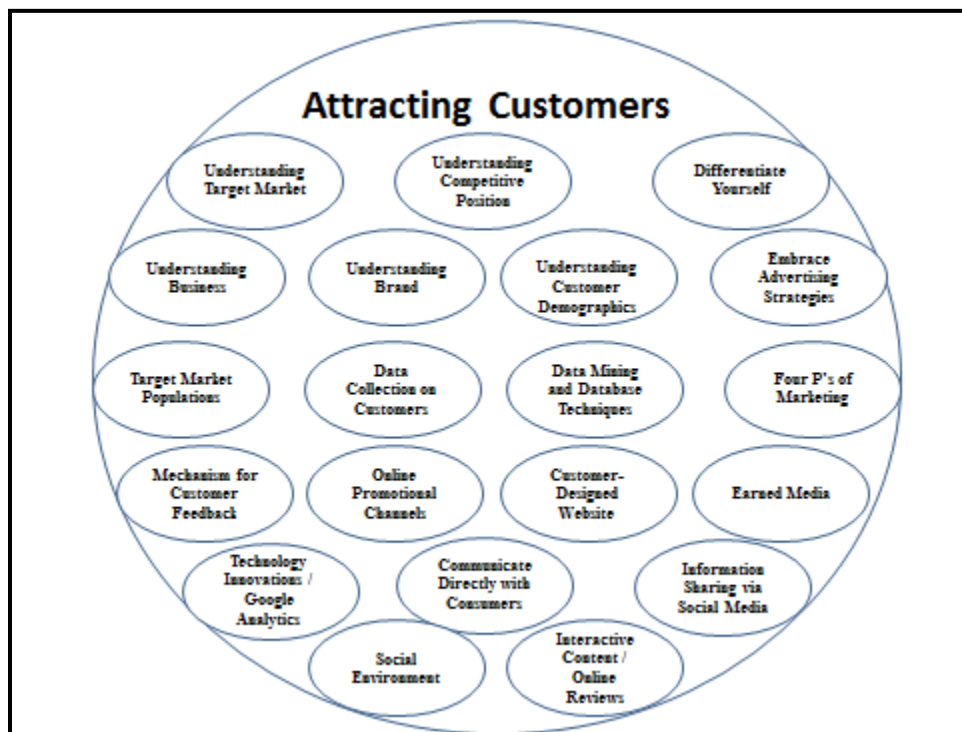 Attracting Customers
Understanding
Target Market
Understanding
Competitive
Position
Differentiate
Yourself
Understanding
Business
Understanding
Brand
Understanding
Customer
Demographics
Embrace
Advertising
Strategies
Target Market
Populations
Data
Collection on
Customers
Data Mining
and Database
Techniques
Four P's of
Marketing
Mechanism for
Customer
Feedback
Online
Promotional
Channels
Customer-
Designed
Website
Earned Media
Technology
Innovations /
Google
Analytics
Communicate
Directly with
Consumers
Information
Sharing via
Social Media
Social
Environment
Interactive
Content /
Online
Reviews